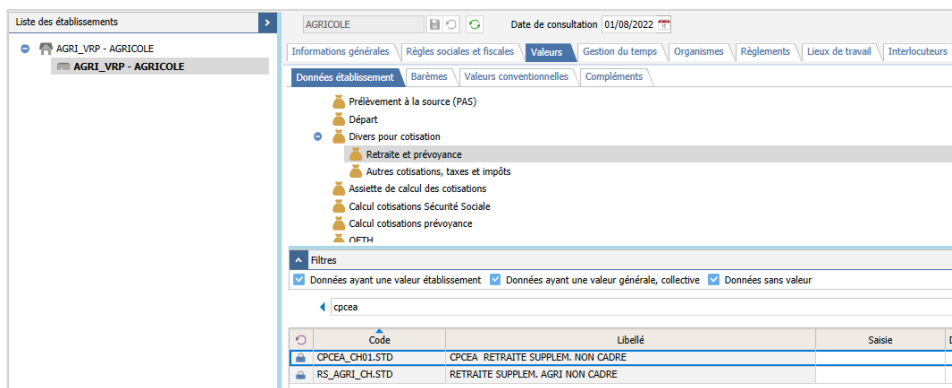 Liste des établissements
AGRICOLE
Date de consultation 01/08/2022
AGRI_VRP - AGRICOLE
AGRI_VRP - AGRICOLE
Informations générales Règles sociales et fiscales Valeurs Gestion du temps Organismes Règlements Lieux de travail Interlocuteurs
Données établissement Barèmes Valeurs conventionnelles Compléments
Prélèvement à la source (PAS)
Départ
Divers pour cotisation
Retraite et prévoyance
Autres cotisations, taxes et impôts
Assiette de calcul des cotisations
Calcul cotisations Sécurité Sociale
Calcul cotisations prévoyance
OETH
Filtres
Données ayant une valeur établissement Données ayant une valeur générale, collective Données sans valeur
cpcea
Code Libellé Saisie
CPCEA_CH01.STD CPCEA RETRAITE SUPPLEM. NON CADRE
RS_AGRI_CH.STD RETRAITE SUPPLEM. AGRI NON CADRE